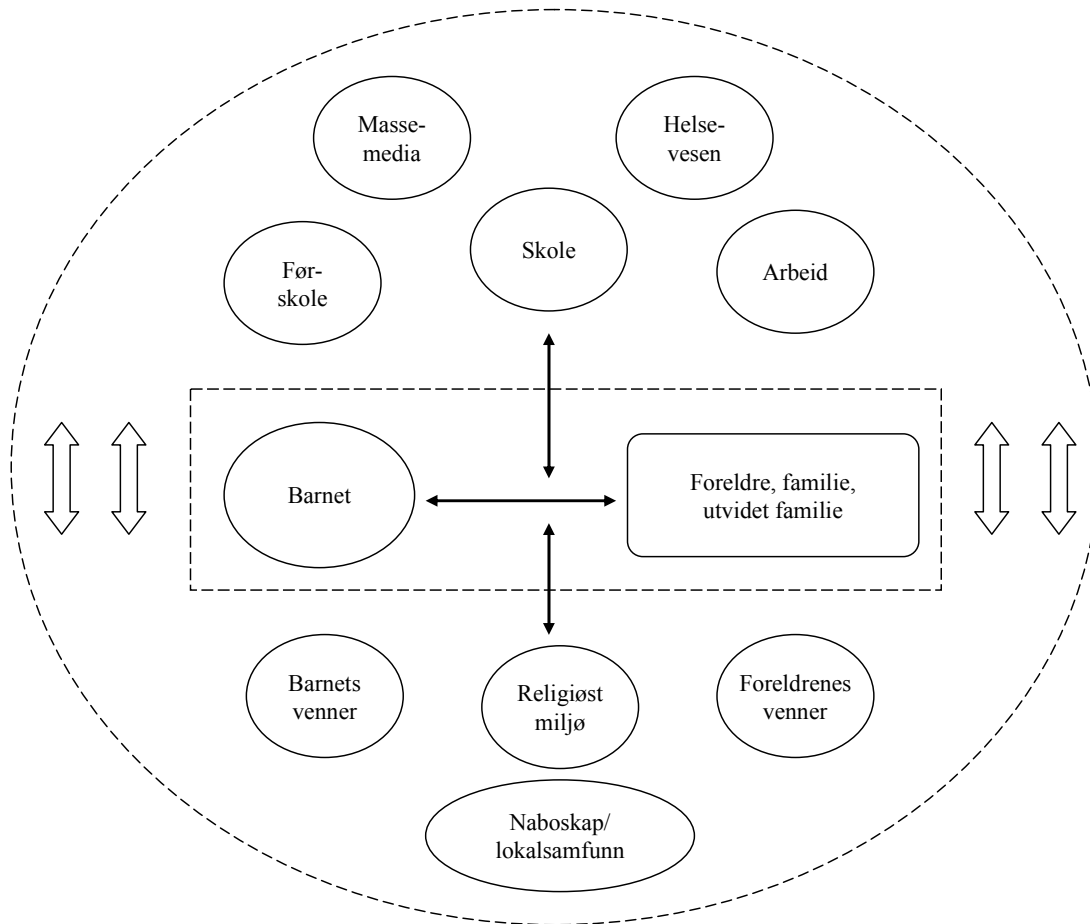 Masse-
media
Helse-
vesen
Skole
Før-
skole
Arbeid
Barnet
Foreldre, familie,
utvidet familie
Barnets
venner
Religiøst
miljø
Foreldrenes
venner
Naboskap/
lokalsamfunn